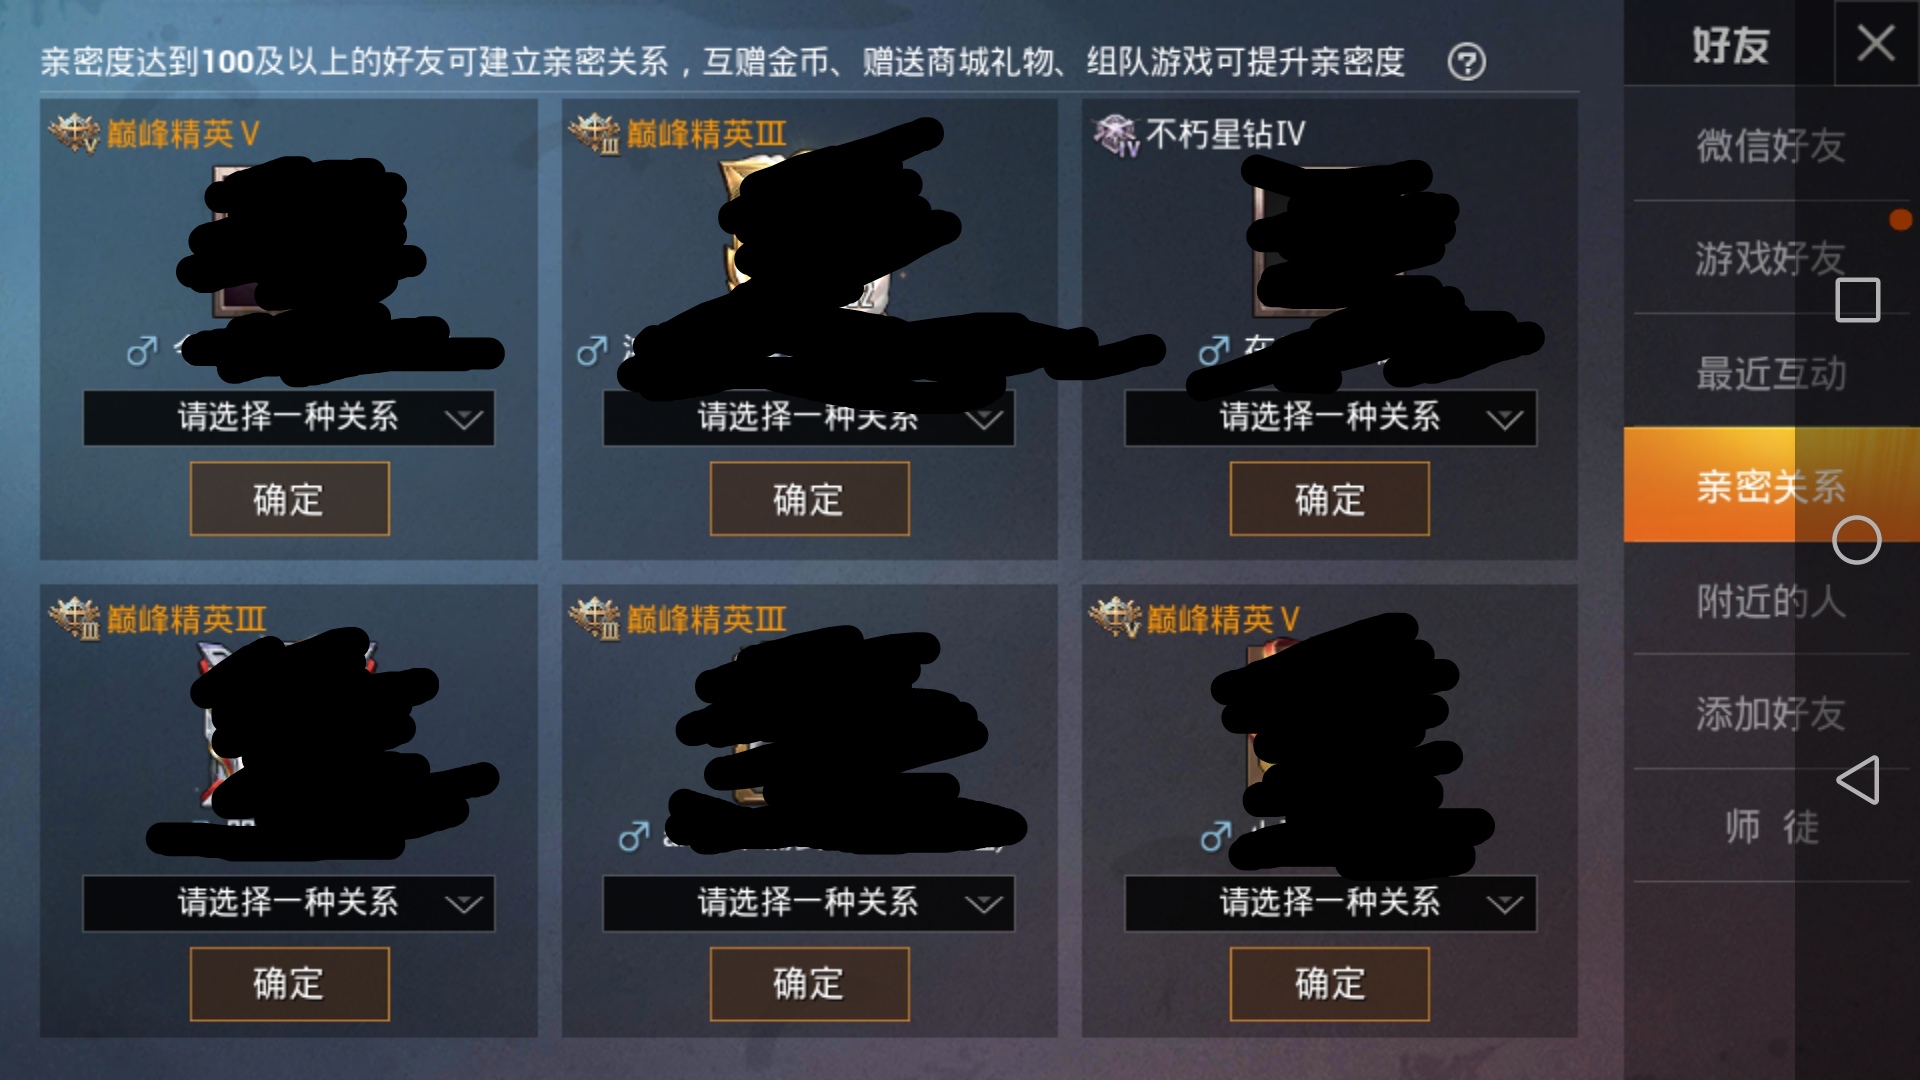 亲密度达到100及以上的好友可建立亲密关系，互赠金币、赠送商城礼物、组队游戏可提升亲密度 ?
巅峰精英V
巅峰精英III
不朽星钻IV
请选择一种关系
请选择一种关系
请选择一种关系
确定
确定
确定
巅峰精英III
巅峰精英III
巅峰精英V
请选择一种关系
请选择一种关系
请选择一种关系
确定
确定
确定
好友
微信好友
游戏好友
最近互动
亲密关系
附近的人
添加好友
师 徒